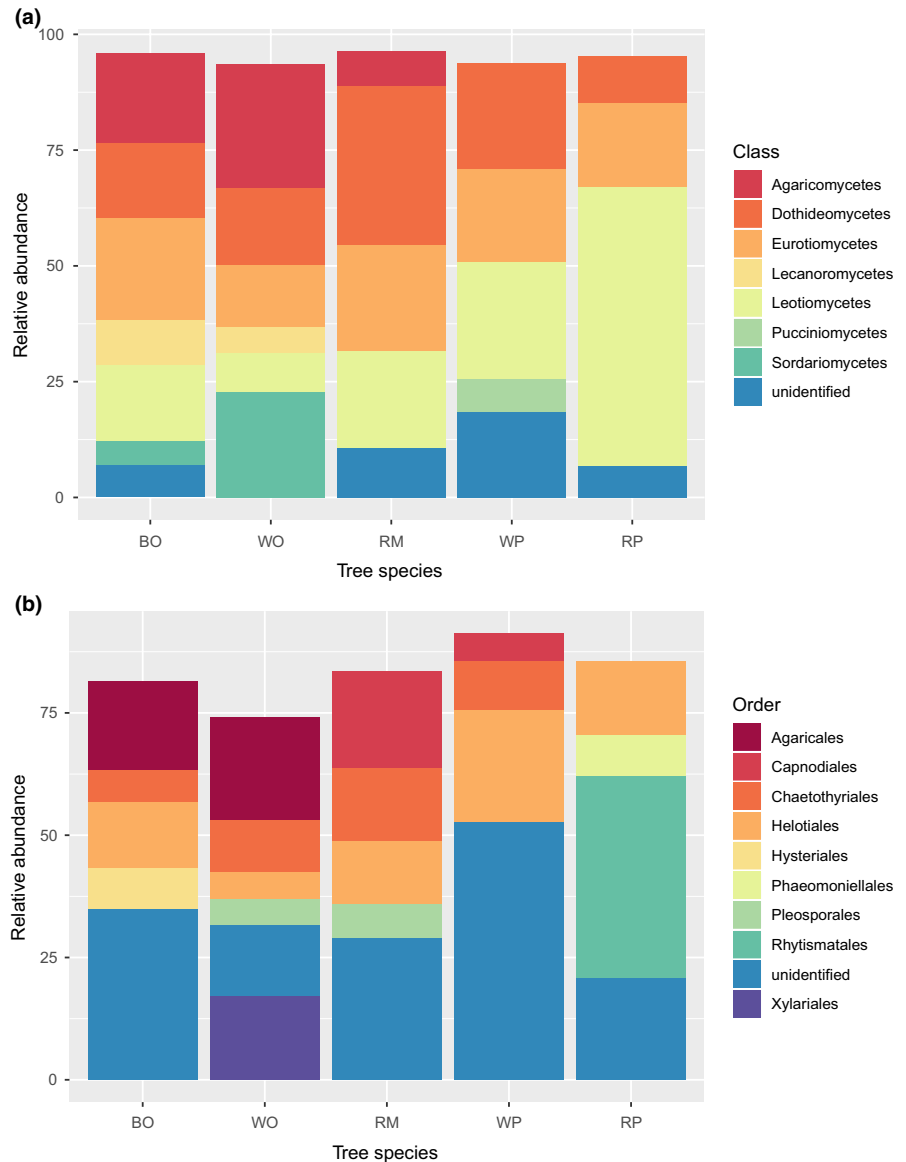 (a)
100
75
50
25
0
Relative abundance
BO WO RM WP RP
Tree species
Class
Agaricomycetes
Dothideomycetes
Eurotiomycetes
Lecanoromycetes
Leotiomycetes
Pucciniomycetes
Sordariomycetes
unidentified
(b)
75
50
25
0
Relative abundance
BO WO RM WP RP
Tree species
Order
Agaricales
Capnodiales
Chaetothyriales
Helotiales
Hysteriales
Phaeomoniellales
Pleosporales
Rhytismatales
unidentified
Xylariales